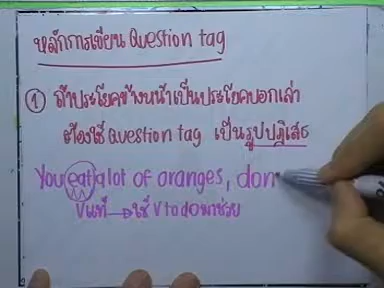 หลักการเขียน Question tag
① ถ้าประโยคข้างหน้าเป็นประโยคบอกเล่า
ต้องใช้ Question tag เป็นรูปปฏิเสธ
You eat a lot of oranges, don
Vแท้ → ใช้ V to do มาช่วย